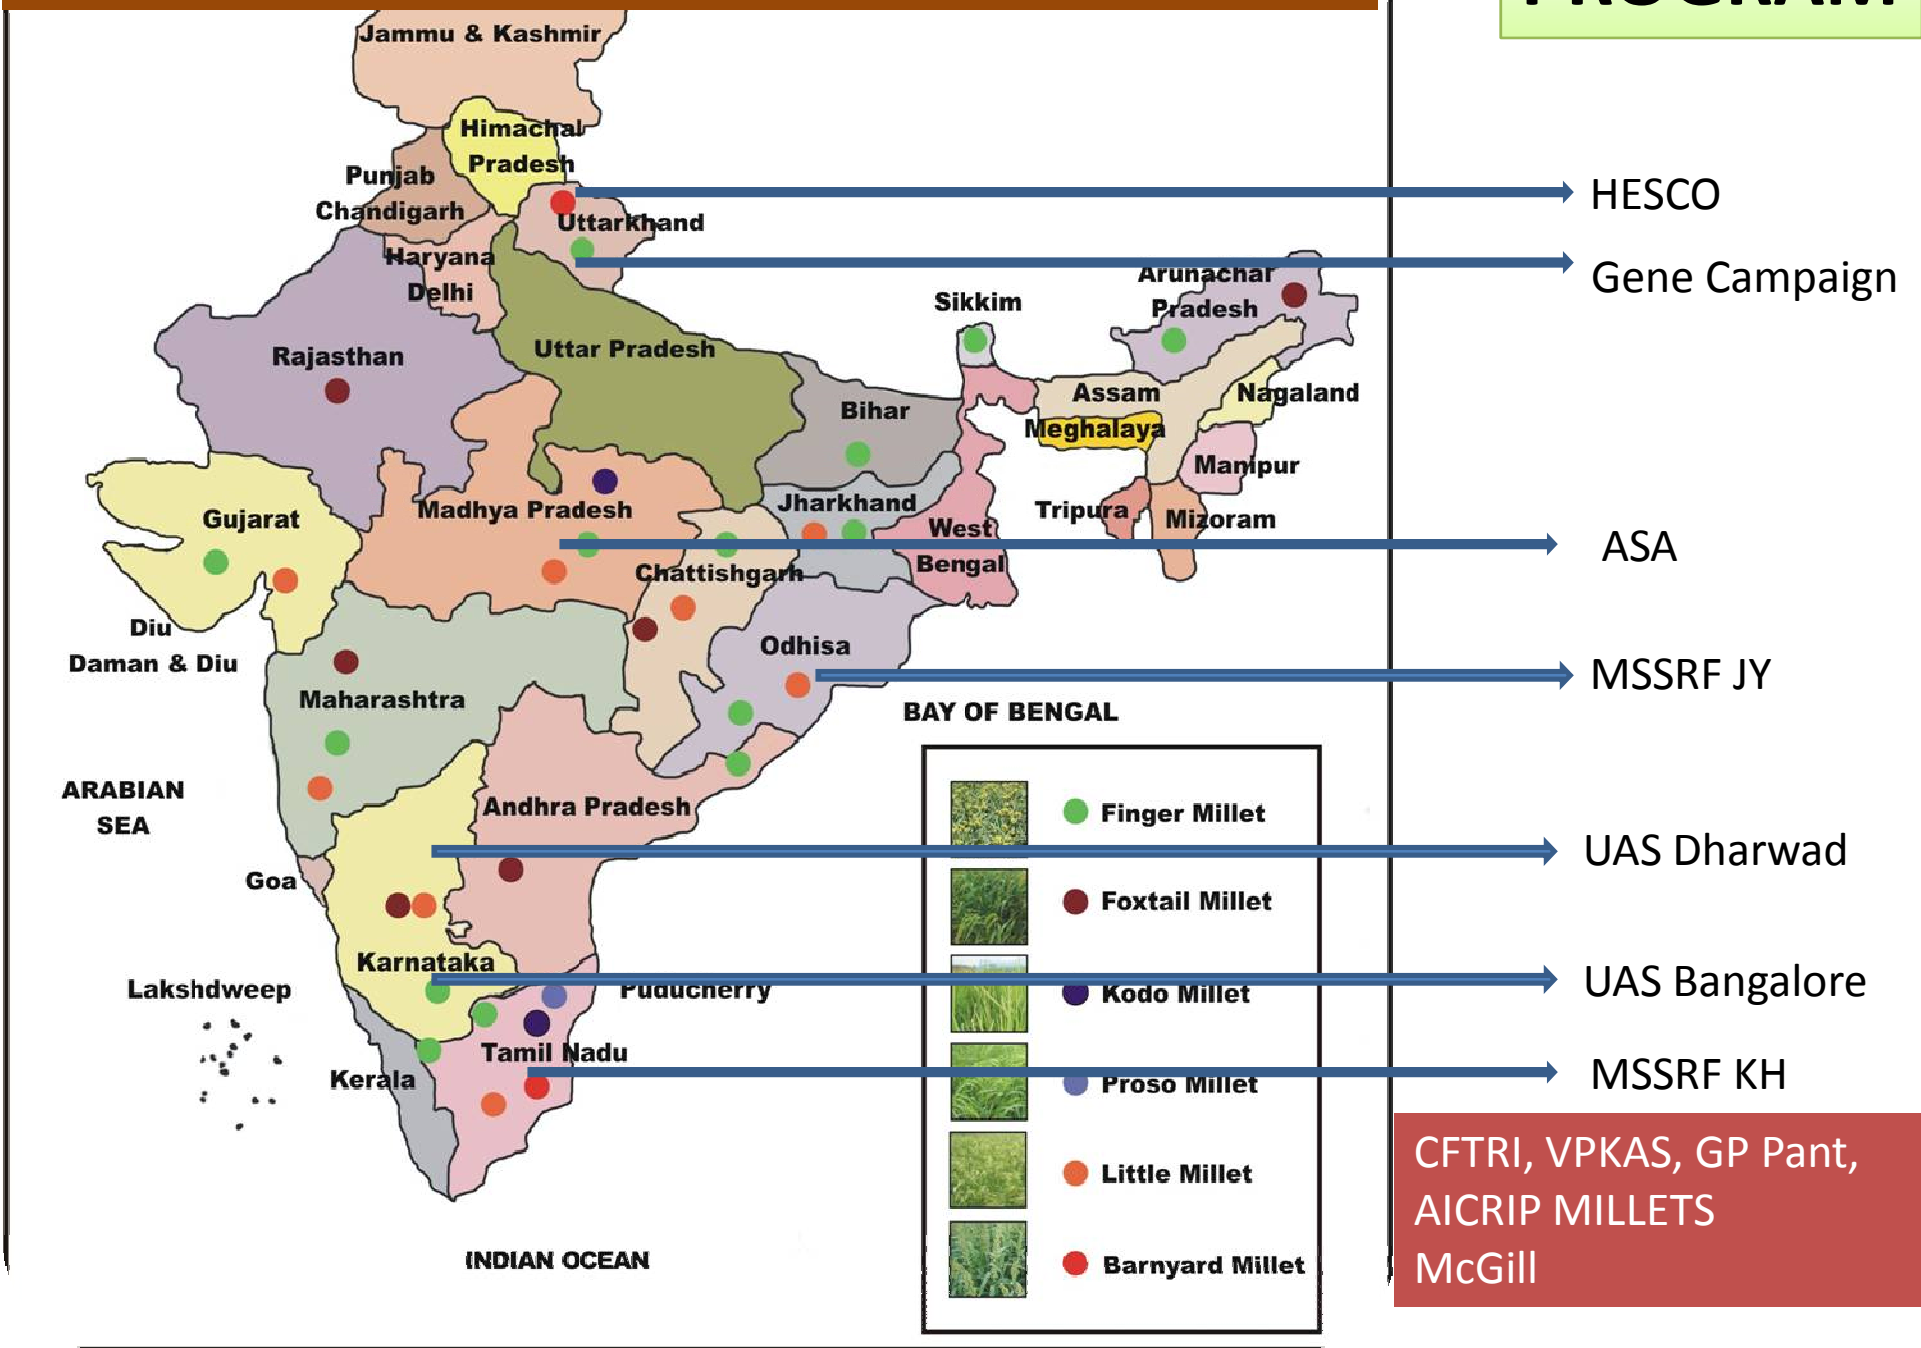 PROGRAM
Jammu & Kashmir
Himachal
Pradesh
Punjab
Chandigarh
Uttarkhand
Haryana
Delhi
HESCO
Gene Campaign
Arunachar
Pradesh
Sikkim
Rajasthan
Uttar Pradesh
Bihar
Assam
Nagaland
Meghalaya
Manipur
Gujarat
Madhya Pradesh
Jharkhand
West
Bengal
Tripura
Mizoram
ASA
Chattishgarh
Diu
Daman & Diu
Odhisa
MSSRF JY
Maharashtra
BAY OF BENGAL
ARABIAN
SEA
Andhra Pradesh
Finger Millet
UAS Dharwad
Goa
Foxtail Millet
Karnataka
Lakshdweep
Puducherry
Kodo Millet
UAS Bangalore
Tamil Nadu
Kerala
Proso Millet
MSSRF KH
Little Millet
CFTRI, VPKAS, GP Pant,
AICRIP MILLETS
McGill
INDIAN OCEAN
Barnyard Millet